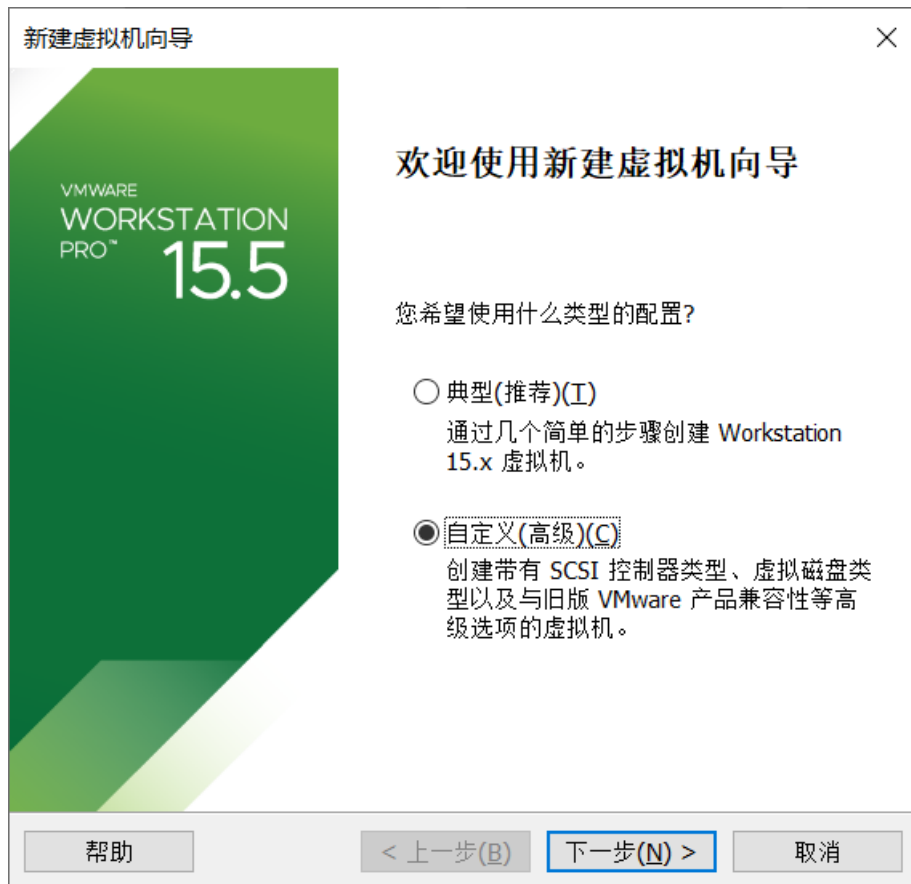 新建虚拟机向导
VMWARE
WORKSTATION
PRO™ 15.5
欢迎使用新建虚拟机向导
您希望使用什么类型的配置?
典型(推荐)(T)
通过几个简单的步骤创建 Workstation
15.x 虚拟机。
自定义(高级)(C)
创建带有 SCSI 控制器类型、虚拟磁盘类
型以及与旧版 VMware 产品兼容性等高
级选项的虚拟机。
帮助
< 上一步(B)
下一步(N) >
取消